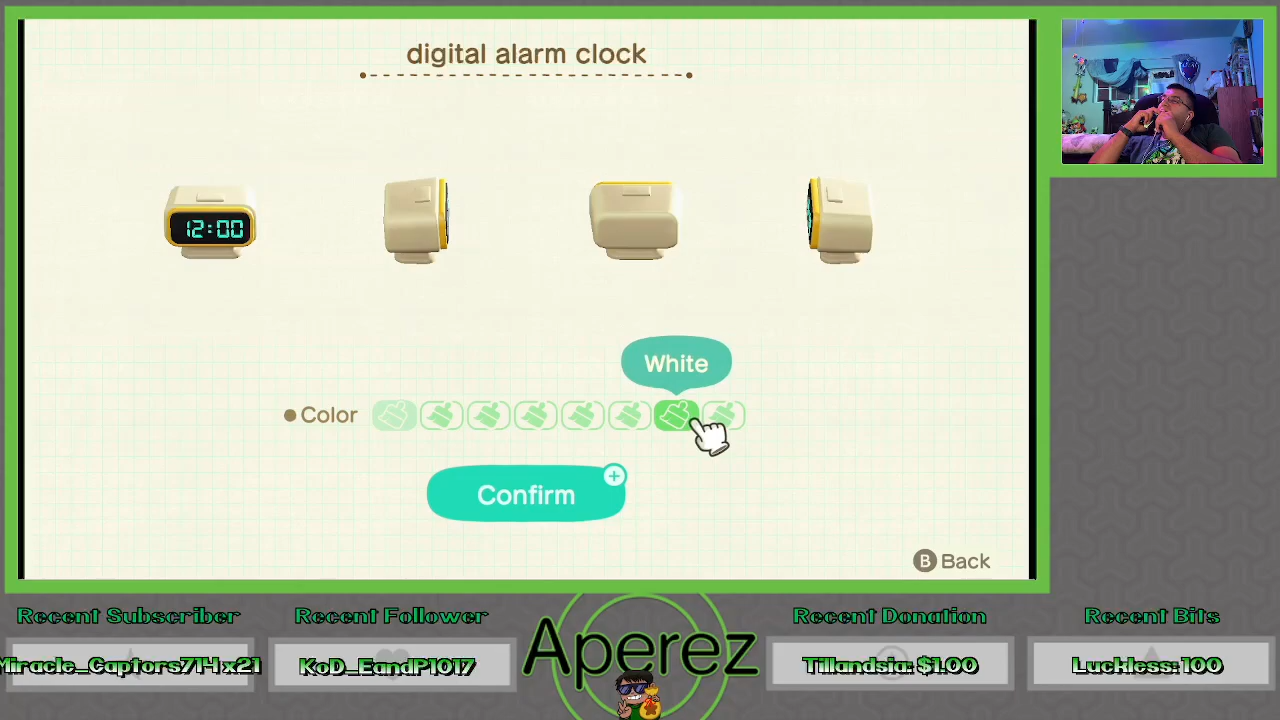 digital alarm clock
12:00
White
Color
Confirm
B Back
Recent Subscriber
Recent Follower
Aperez
Recent Donation
Recent Bits
Miracle_Captors714 x21
KoD_EandP1017
Tillandsia: $1.00
Luckless: 100